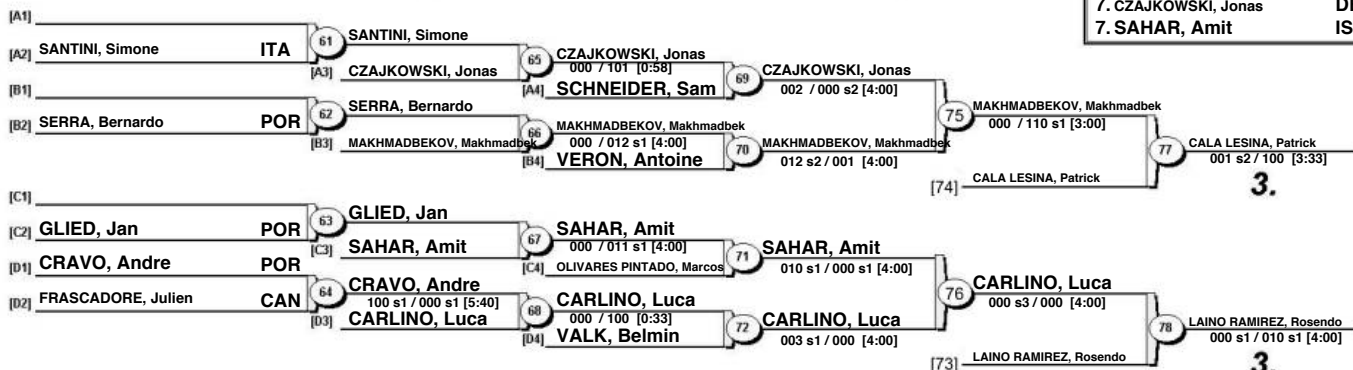 7. CZAJKOWSKI, Jonas
7. SAHAR, Amit IS
[A1]
[A2] SANTINI, Simone ITA
61 SANTINI, Simone
[A3] CZAJKOWSKI, Jonas
65 CZAJKOWSKI, Jonas
000 / 101 [0:58]
[A4] SCHNEIDER, Sam
69 CZAJKOWSKI, Jonas
002 / 000 s2 [4:00]
[B1]
[B2] SERRA, Bernardo POR
62 SERRA, Bernardo
[B3] MAKHMADBEKOV, Makhmadbek
66 MAKHMADBEKOV, Makhmadbek
000 / 012 s1 [4:00]
[B4] VERON, Antoine
70 MAKHMADBEKOV, Makhmadbek
012 s2 / 001 [4:00]
75 MAKHMADBEKOV, Makhmadbek
000 / 110 s1 [3:00]
[74] CALA LESINA, Patrick
77 CALA LESINA, Patrick
001 s2 / 100 [3:33]
3.
[C1]
[C2] GLIED, Jan POR
63 GLIED, Jan
[C3] SAHAR, Amit
67 SAHAR, Amit
000 / 011 s1 [4:00]
[C4] OLIVARES PINTADO, Marcos
71 SAHAR, Amit
010 s1 / 000 s1 [4:00]
[D1] CRAVO, Andre POR
[D2] FRASCADORE, Julien CAN
64 CRAVO, Andre
100 s1 / 000 s1 [5:40]
[D3] CARLINO, Luca
68 CARLINO, Luca
000 / 100 [0:33]
[D4] VALK, Belmin
72 CARLINO, Luca
003 s1 / 000 [4:00]
76 CARLINO, Luca
000 s3 / 000 [4:00]
[73] LAINO RAMIREZ, Rosendo
78 LAINO RAMIREZ, Rosendo
000 s1 / 010 s1 [4:00]
3.